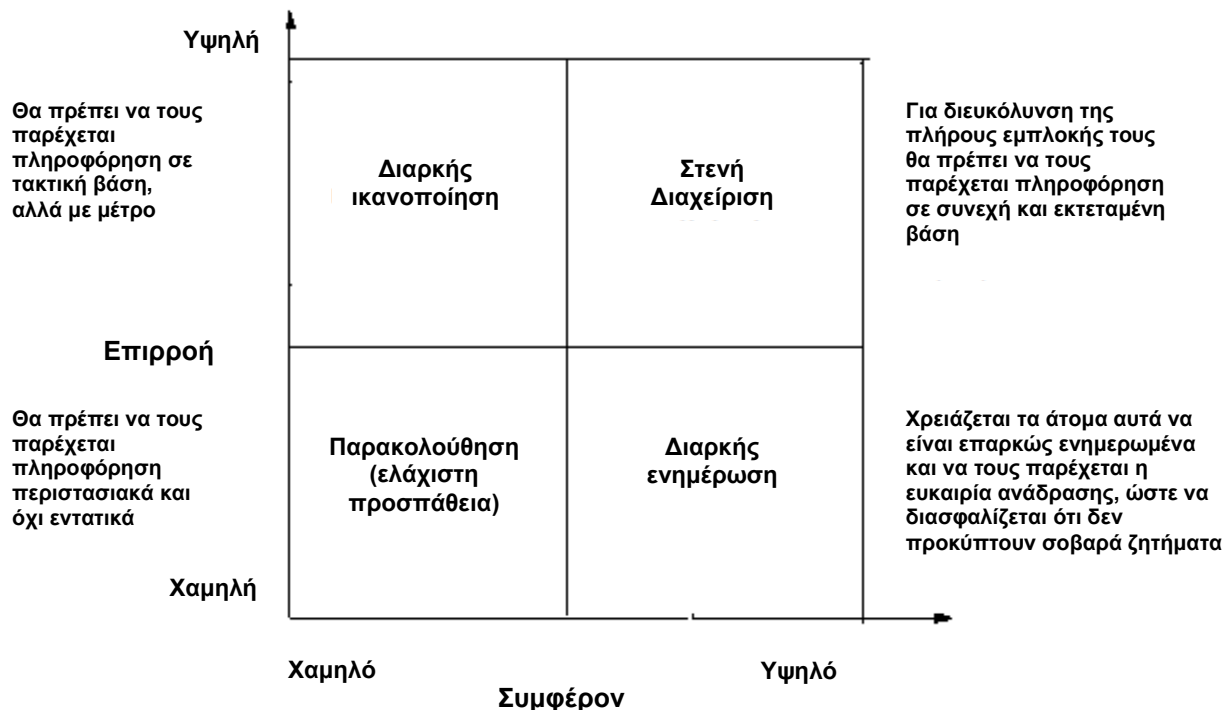 Υψηλή
Θα πρέπει να τους
παρέχεται
πληροφόρηση σε
τακτική βάση,
αλλά με μέτρο
Διαρκής
ικανοποίηση
Στενή
Διαχείριση
Για διευκόλυνση της
πλήρους εμπλοκής τους
θα πρέπει να τους
παρέχεται πληροφόρηση
σε συνεχή και εκτεταμένη
βάση
Επιρροή
Θα πρέπει να τους
παρέχεται
πληροφόρηση
περιστασιακά και
όχι εντατικά
Παρακολούθηση
(ελάχιστη
προσπάθεια)
Διαρκής
ενημέρωση
Χρειάζεται τα άτομα αυτά να
είναι επαρκώς ενημερωμένα
και να τους παρέχεται η
ευκαιρία ανάδρασης, ώστε να
διασφαλίζεται ότι δεν
προκύπτουν σοβαρά ζητήματα
Χαμηλή
Χαμηλό
Υψηλό
Συμφέρον